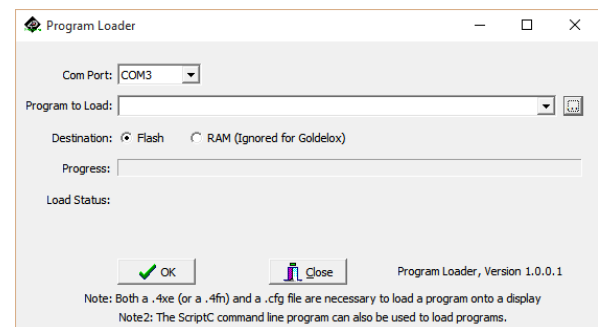 Program Loader
Com Port: COM3
Program to Load:
Destination: Flash RAM (Ignored for Goldelox)
Progress:
Load Status:
OK Close Program Loader, Version 1.0.0.1
Note: Both a .4xe (or a .4fn) and a .cfg file are necessary to load a program onto a display
Note2: The ScriptC command line program can also be used to load programs.